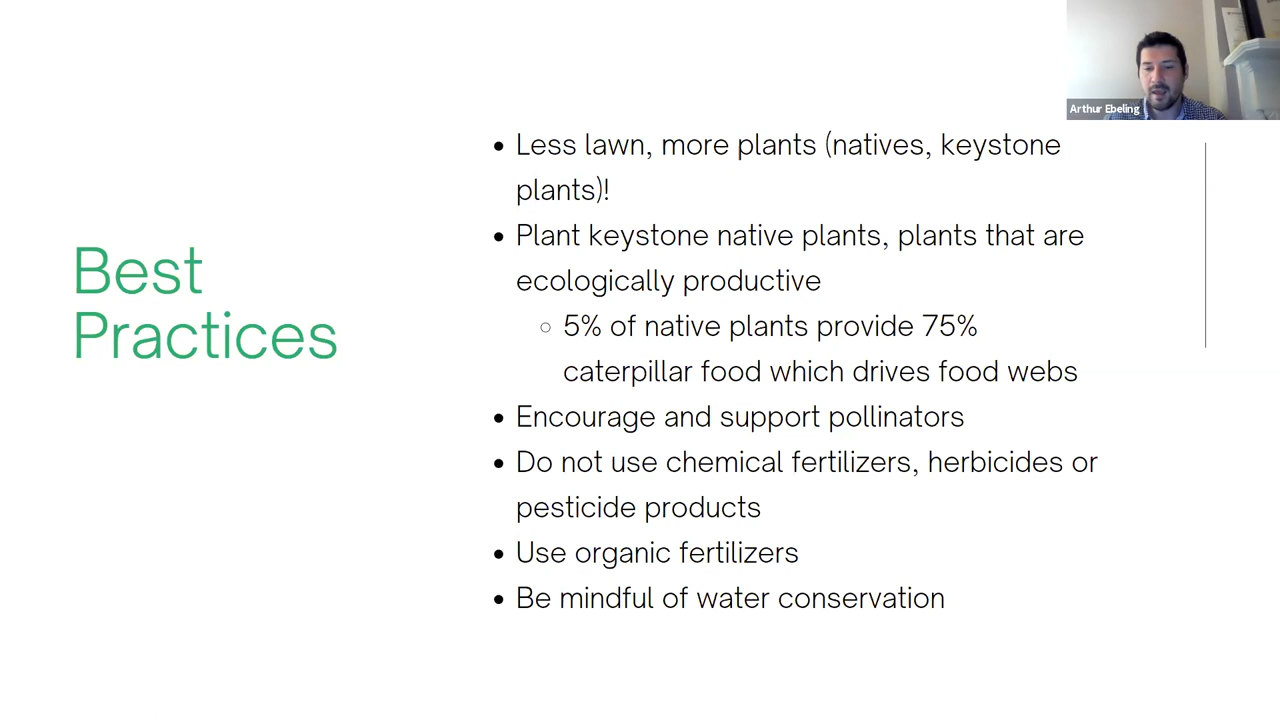 Arthur Ebeling
Best
Practices
• Less lawn, more plants (natives, keystone
plants)!
• Plant keystone native plants, plants that are
ecologically productive
◦ 5% of native plants provide 75%
caterpillar food which drives food webs
• Encourage and support pollinators
• Do not use chemical fertilizers, herbicides or
pesticide products
• Use organic fertilizers
• Be mindful of water conservation